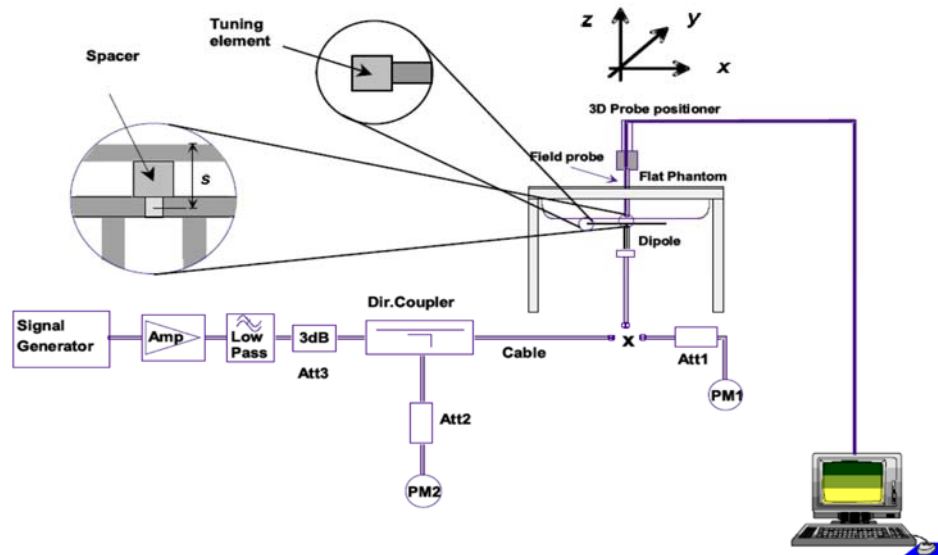 Tuning
element
Spacer
s
z
y
x
3D Probe positioner
Field probe
Flat Phantom
Dipole
Dir.Coupler
Signal
Generator
Amp
Low
Pass
3dB
Att3
Cable
x
Att1
PM1
Att2
PM2